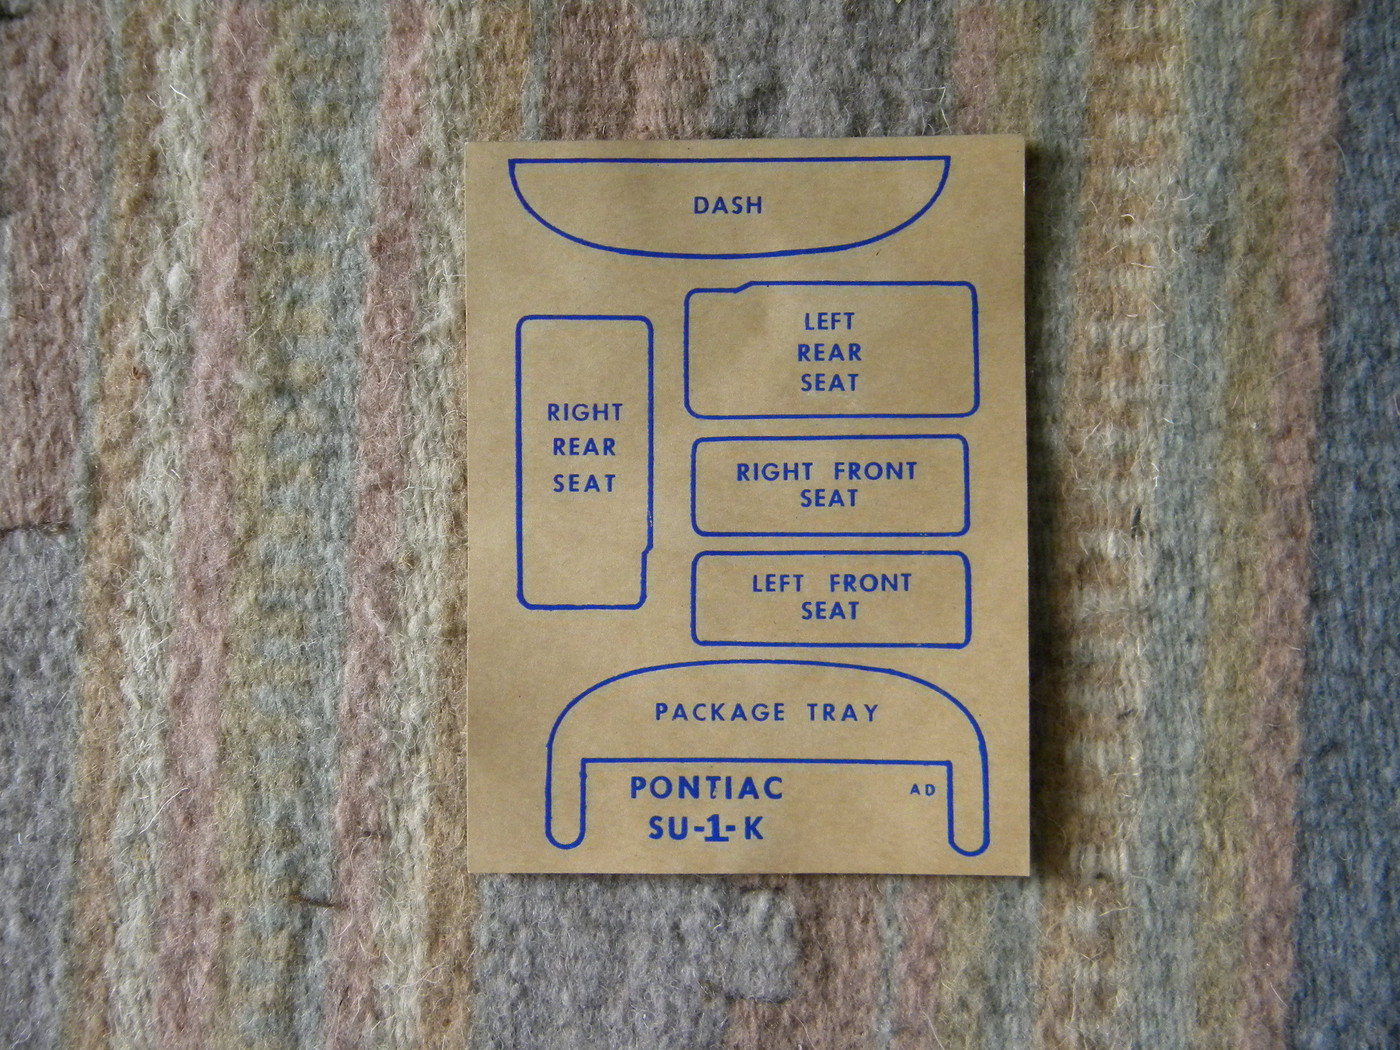 DASH
LEFT
REAR
SEAT
RIGHT
REAR
SEAT
RIGHT FRONT
SEAT
LEFT FRONT
SEAT
PACKAGE TRAY
PONTIAC
AD
SU-1-K